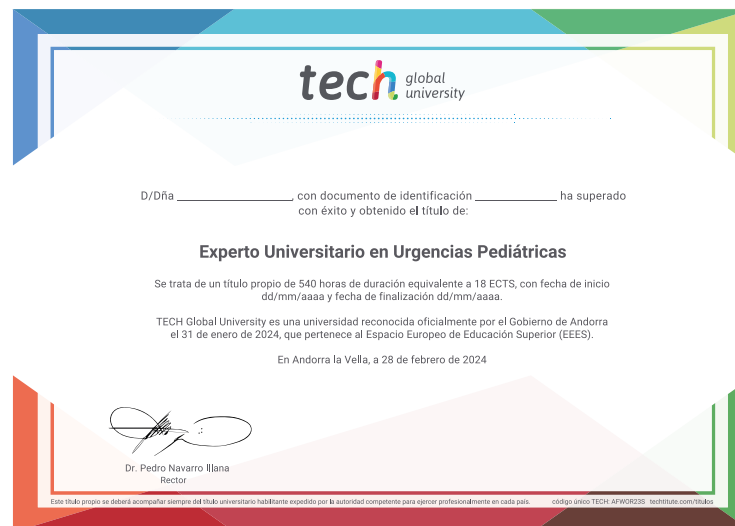 tech global university
D/Dña ____________________, con documento de identificación ______________ ha superado
con éxito y obtenido el título de:
Experto Universitario en Urgencias Pediátricas
Se trata de un título propio de 540 horas de duración equivalente a 18 ECTS, con fecha de inicio
dd/mm/aaaa y fecha de finalización dd/mm/aaaa.
TECH Global University es una universidad reconocida oficialmente por el Gobierno de Andorra
el 31 de enero de 2024, que pertenece al Espacio Europeo de Educación Superior (EEES).
En Andorra la Vella, a 28 de febrero de 2024
Dr. Pedro Navarro Illana
Rector
Este título propio se deberá acompañar siempre del título universitario habilitante expedido por la autoridad competente para ejercer profesionalmente en cada país. código único TECH: AFWOR23S techtitute.com/titulos